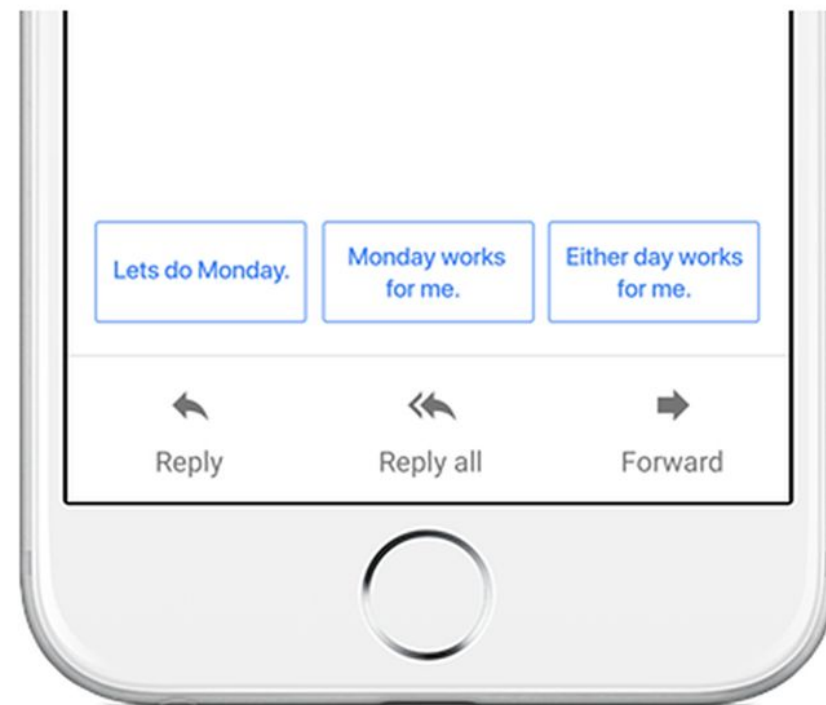 Lets do Monday.
Monday works
for me.
Either day works
for me.
Reply
Reply all
Forward